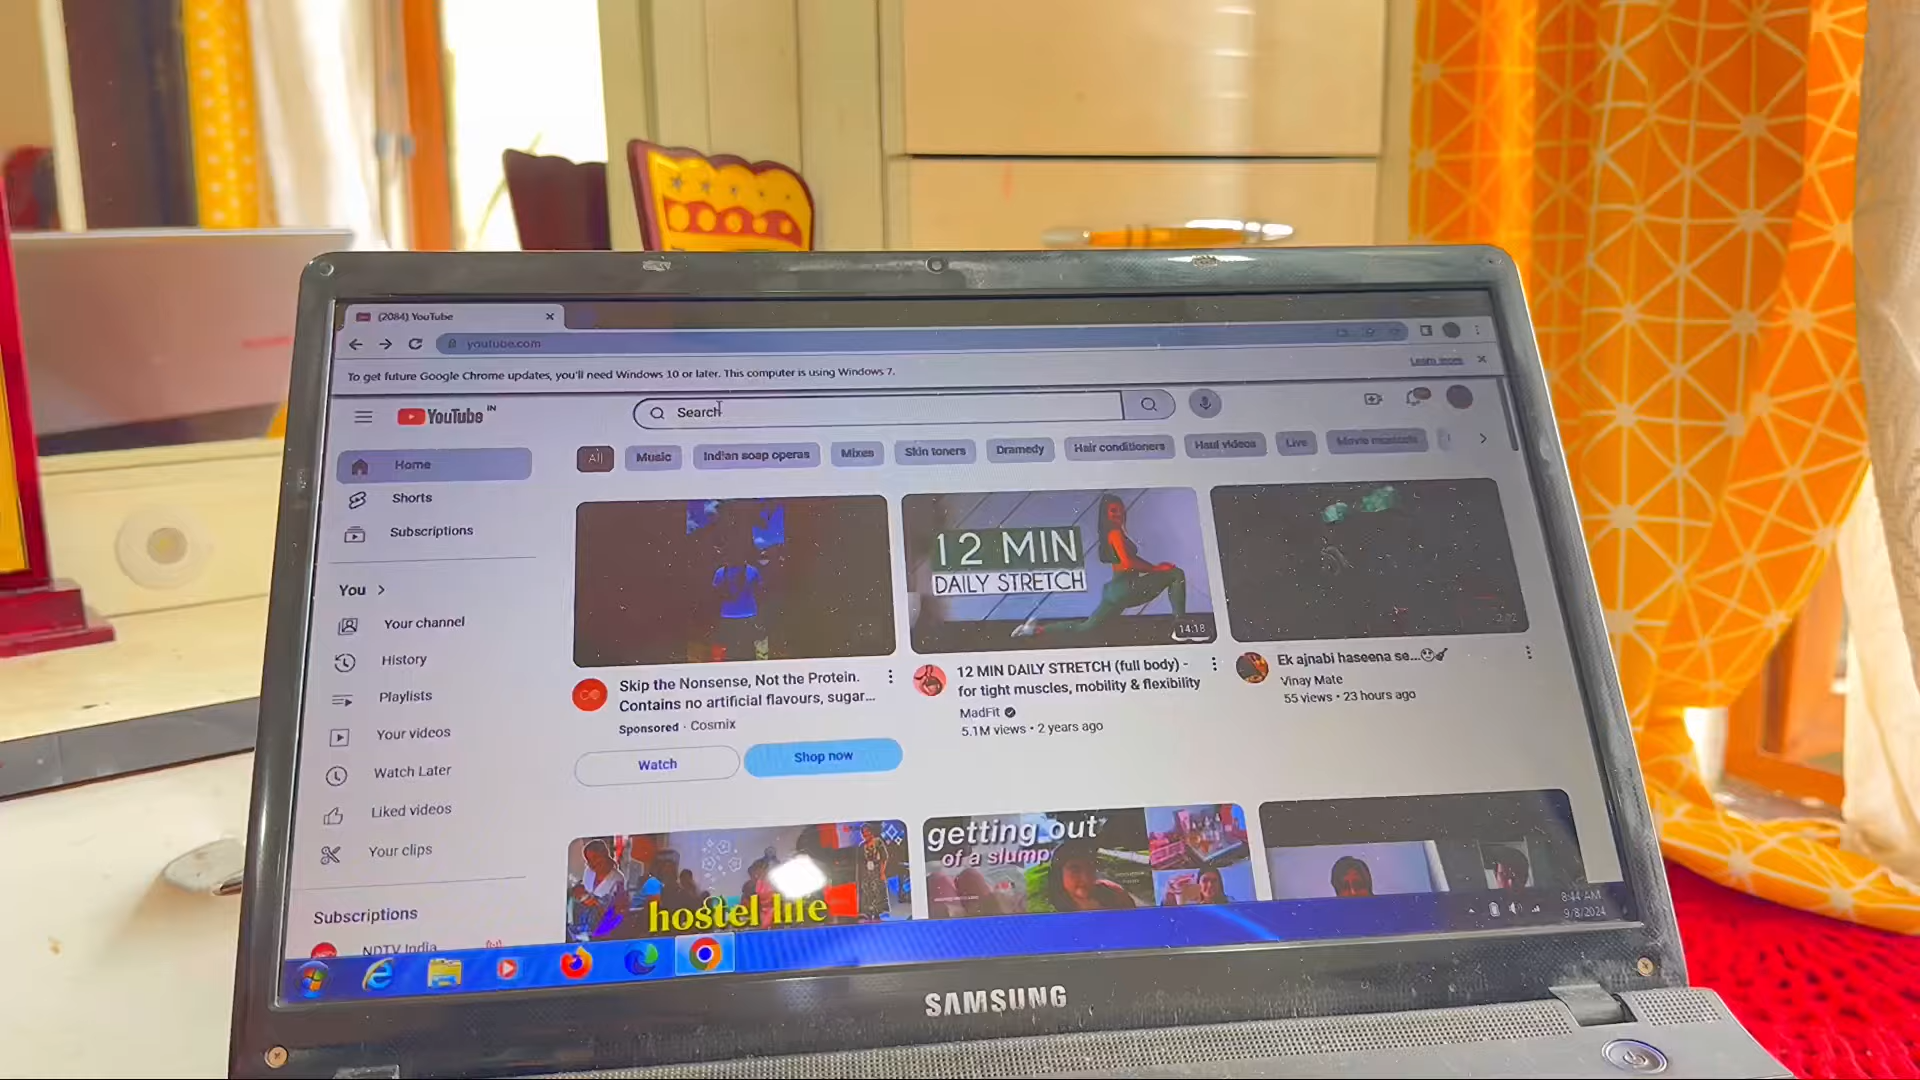 (2084) YouTube
youtube.com
Learn more
To get future Google Chrome updates, you'll need Windows 10 or later. This computer is using Windows 7.
YouTube IN
Search
All
Music
Indian soap operas
Mixes
Skin toners
Dramedy
Hair conditioners
Haul videos
Live
Movie musicals
Home
Shorts
Subscriptions
You
Your channel
History
Playlists
Your videos
Watch Later
Liked videos
Your clips
Subscriptions
NDTV India
Skip the Nonsense, Not the Protein.
Contains no artificial flavours, sugar...
Sponsored · Cosmix
Watch
Shop now
12 MIN
DAILY STRETCH
14:18
12 MIN DAILY STRETCH (full body) -
for tight muscles, mobility & flexibility
MadFit
5.1M views • 2 years ago
Ek ajnabi haseena se...
Vinay Mate
55 views • 23 hours ago
hostel life
getting out
of a slump
8:44 AM
9/8/2024
SAMSUNG